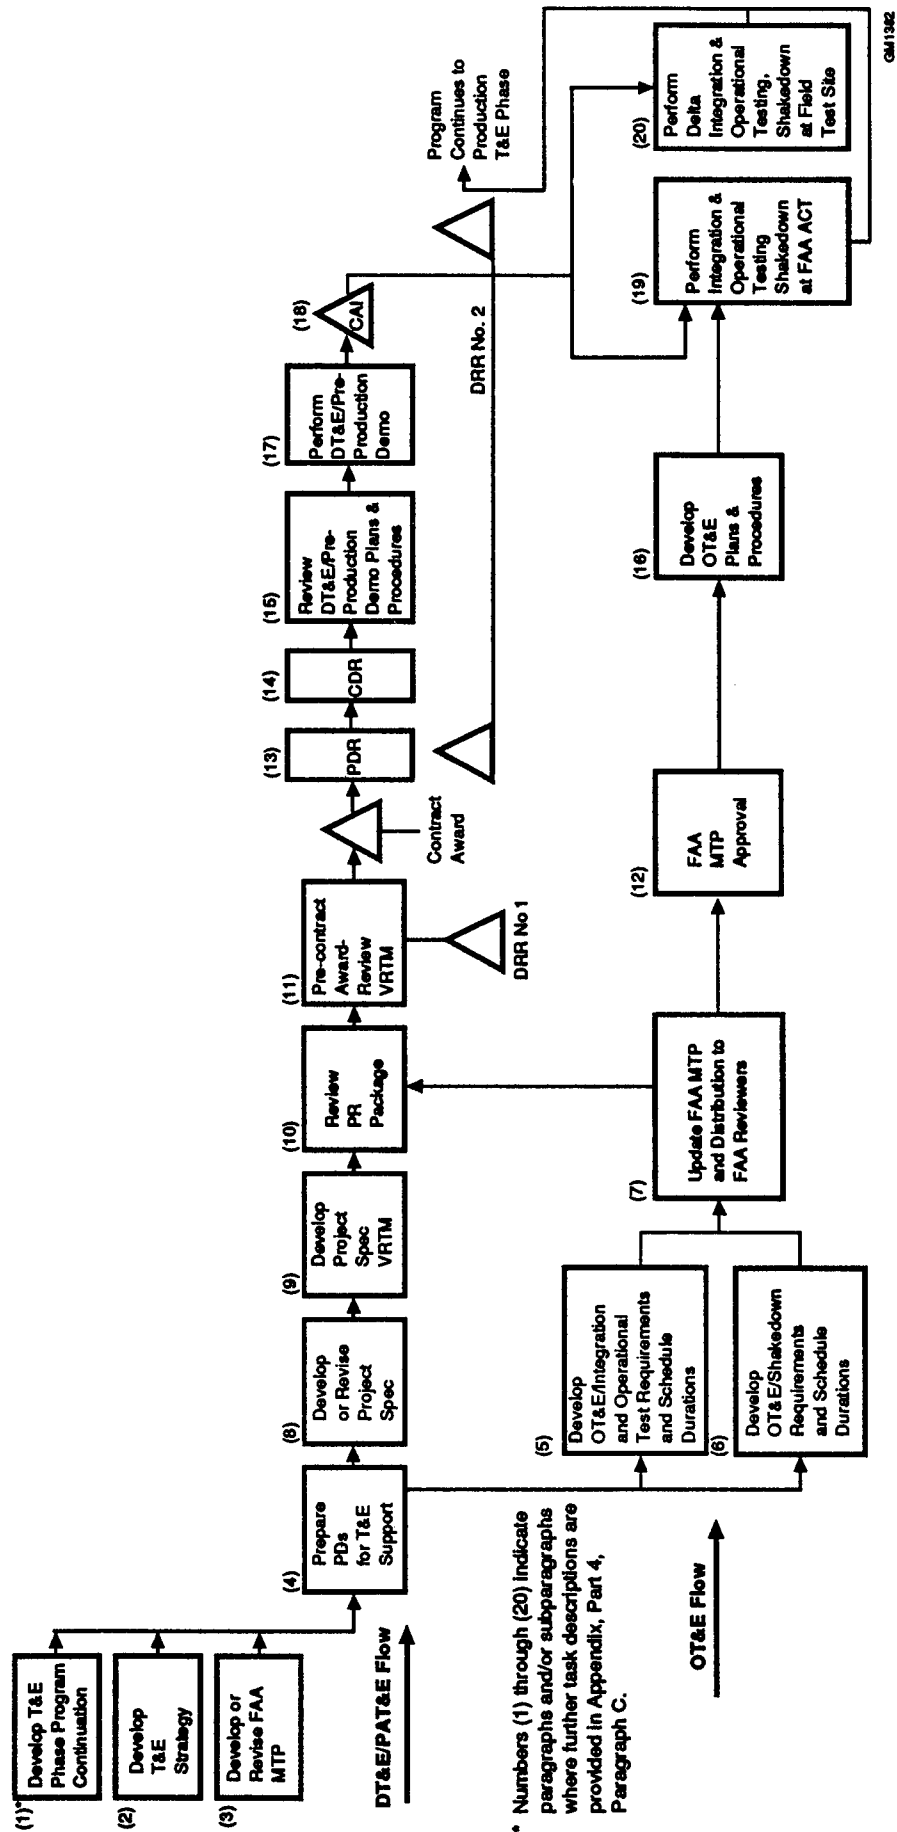 (1)*
Develop T&E
Phase Program
Continuation
(2)
Develop
T&E
Strategy
(3)
Develop or
Revise FAA
MTP
DT&E/PAT&E Flow
(4)
Prepare
PDs
for T&E
Support
(8)
Develop
or Revise
Project
Spec
(9)
Develop
Project
Spec
VRTM
(10)
Review
PR
Package
(11)
Pre-contract
Award-
Review
VRTM
DRR No 1
Contract
Award
(13)
PDR
(14)
CDR
(15)
Review
DT&E/Pre-
Production
Demo Plans &
Procedures
(17)
Perform
DT&E/Pre-
Production
Demo
(18)
CAI
DRR No. 2
Program
Continues to
Production
T&E Phase
* Numbers (1) through (20) indicate
paragraphs and/or subparagraphs
where further task descriptions are
provided in Appendix, Part 4,
Paragraph C.
OT&E Flow
(5)
Develop
OT&E/Integration
and Operational
Test Requirements
and Schedule
Durations
(6)
Develop
OT&E/Shakedown
Requirements
and Schedule
Durations
(7)
Update FAA MTP
and Distribution to
FAA Reviewers
(12)
FAA
MTP
Approval
(16)
Develop
OT&E
Plans &
Procedures
(19)
Perform
Integration &
Operational
Testing
Shakedown
at FAA ACT
(20)
Perform
Delta
Integration &
Operational
Testing,
Shakedown
at Field
Test Site
GM1382